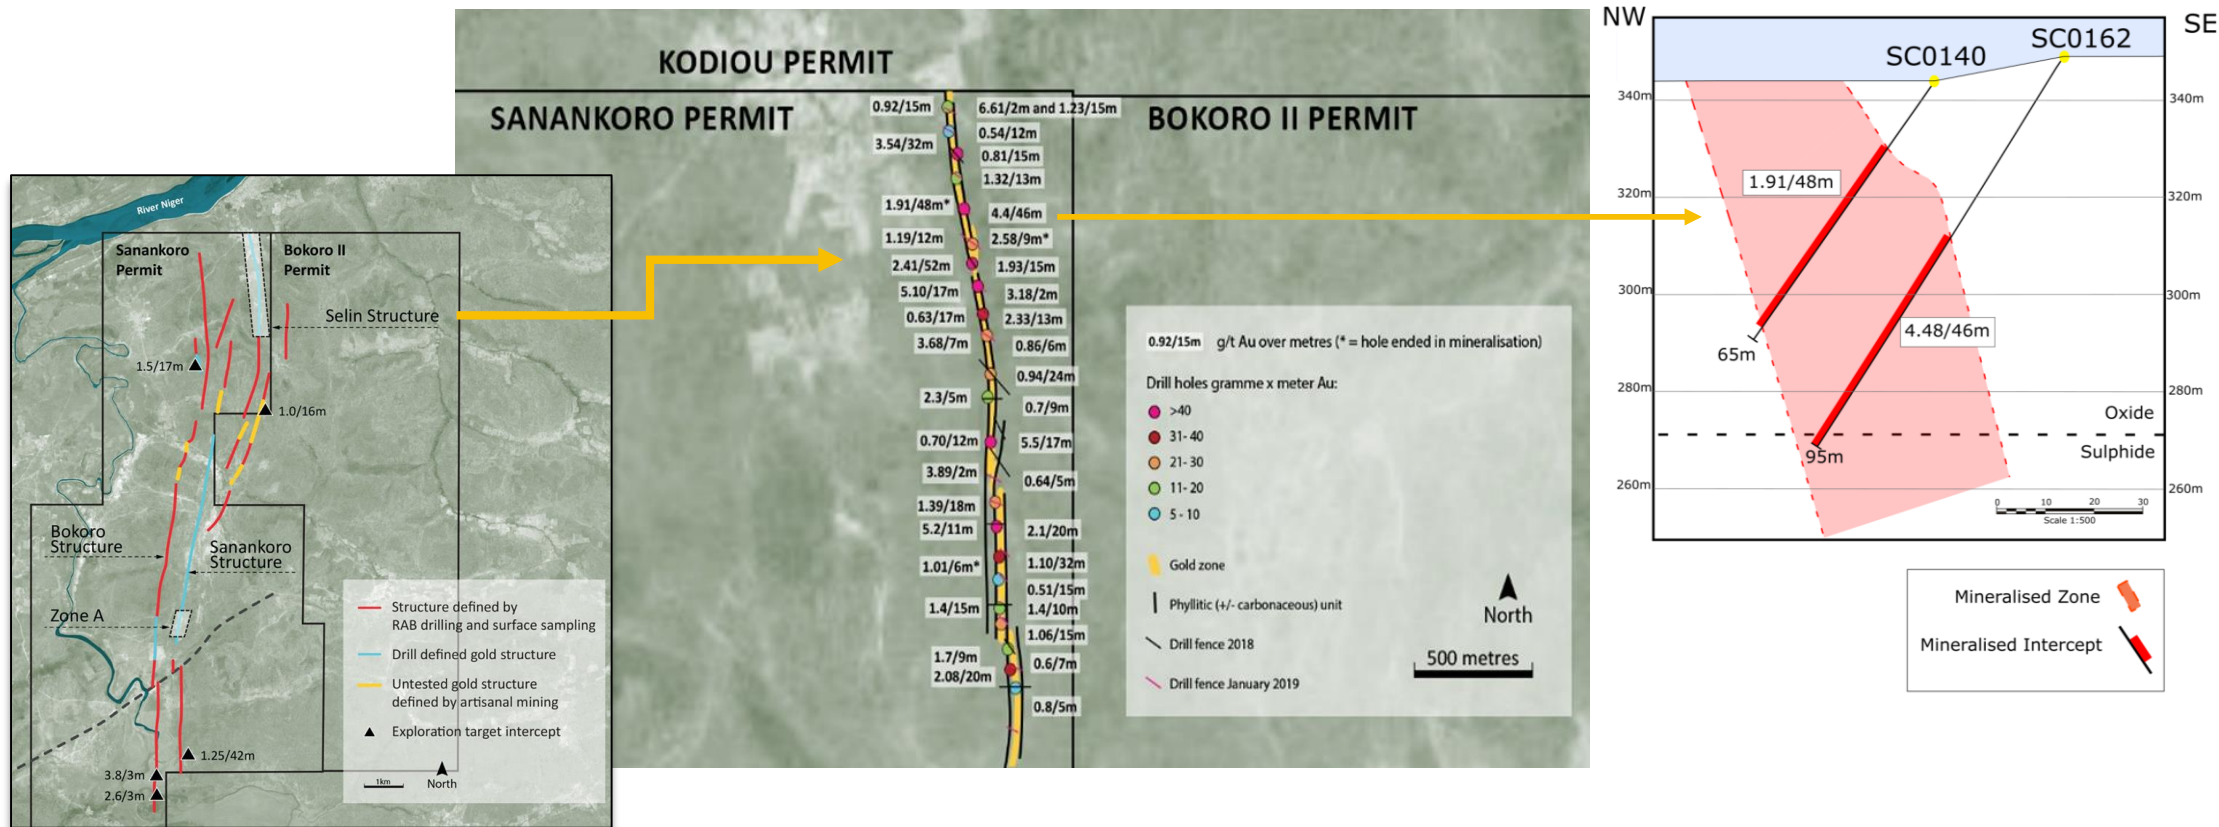 River Niger
Sanankoro
Permit
Bokoro II
Permit
Selin Structure
1.5/17m
1.0/16m
Bokoro
Structure
Sanankoro
Structure
Zone A
1.25/42m
3.8/3m
2.6/3m
Structure defined by
RAB drilling and surface sampling
Drill defined gold structure
Untested gold structure
defined by artisanal mining
Exploration target intercept
1km
North
KODIOU PERMIT
SANANKORO PERMIT
BOKORO II PERMIT
0.92/15m
6.61/2m and 1.23/15m
0.54/12m
3.54/32m
0.81/15m
1.32/13m
1.91/48m*
4.4/46m
1.19/12m
2.58/9m*
2.41/52m
1.93/15m
5.10/17m
3.18/2m
0.63/17m
2.33/13m
3.68/7m
0.86/6m
0.94/24m
2.3/5m
0.7/9m
0.70/12m
5.5/17m
3.89/2m
0.64/5m
1.39/18m
5.2/11m
2.1/20m
1.01/6m*
1.10/32m
0.51/15m
1.4/15m
1.4/10m
1.06/15m
1.7/9m
0.6/7m
2.08/20m
0.8/5m
0.92/15m g/t Au over metres (* = hole ended in mineralisation)
Drill holes gramme x meter Au:
>40
31- 40
21- 30
11- 20
5 - 10
Gold zone
Phyllitic (+/- carbonaceous) unit
Drill fence 2018
Drill fence January 2019
North
500 metres
NW
SE
SC0140
SC0162
340m
340m
1.91/48m
320m
320m
300m
300m
4.48/46m
65m
280m
280m
Oxide
Sulphide
95m
260m
260m
0 10 20 30
Scale 1:500
Mineralised Zone
Mineralised Intercept